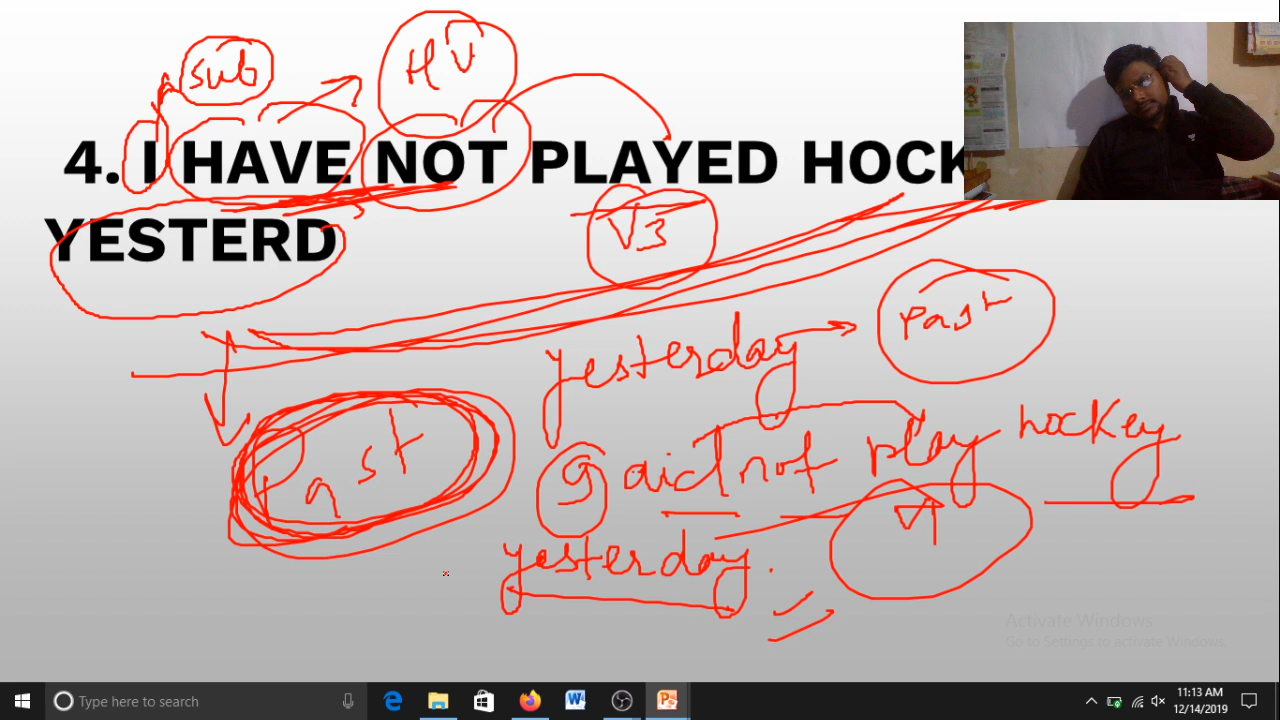 sub
HV
4. I HAVE NOT PLAYED HOCK
YESTERD
V3
Past
yesterday
Past
I did not play hockey
V1
yesterday.
Activate Windows
Go to Settings to activate Windows.
Type here to search
11:13 AM
12/14/2019